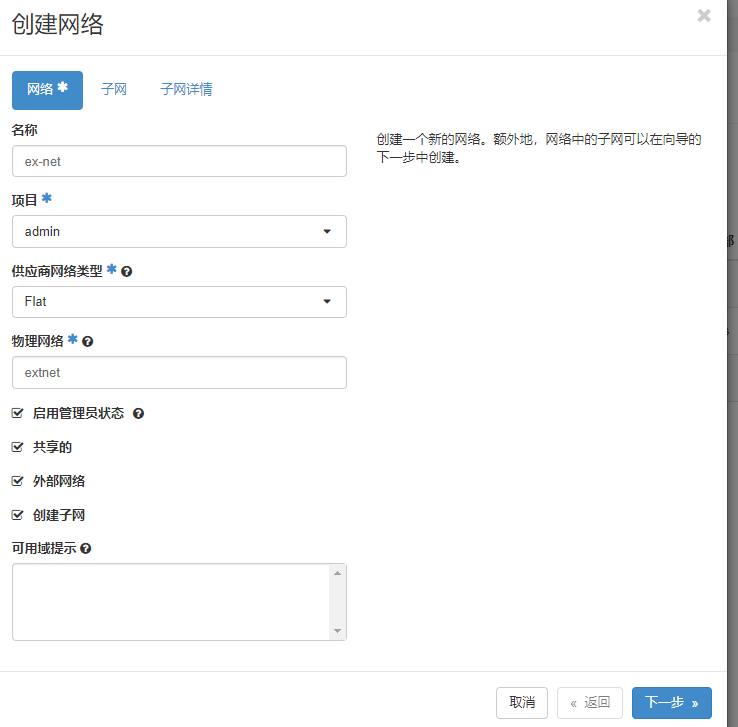 创建网络
网络 子网 子网详情
名称
ex-net
创建一个新的网络。额外地，网络中的子网可以在向导的
下一步中创建。
项目
admin
供应商网络类型
Flat
物理网络
extnet
启用管理员状态
共享的
外部网络
创建子网
可用域提示
取消 « 返回 下一步 »